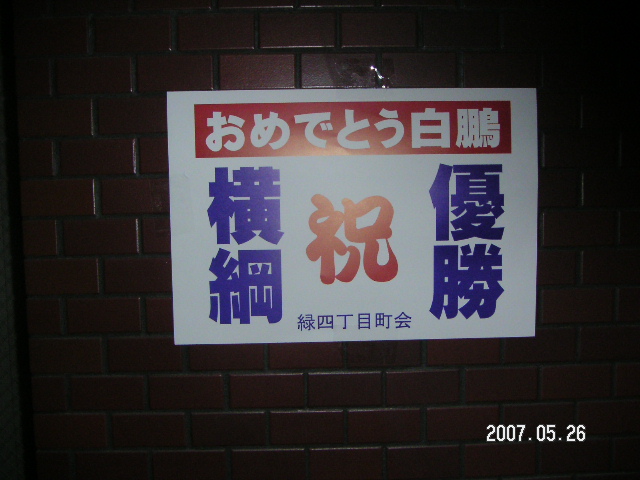 おめでとう白鵬
優勝
祝
横綱
緑四丁目町会
2007.05.26